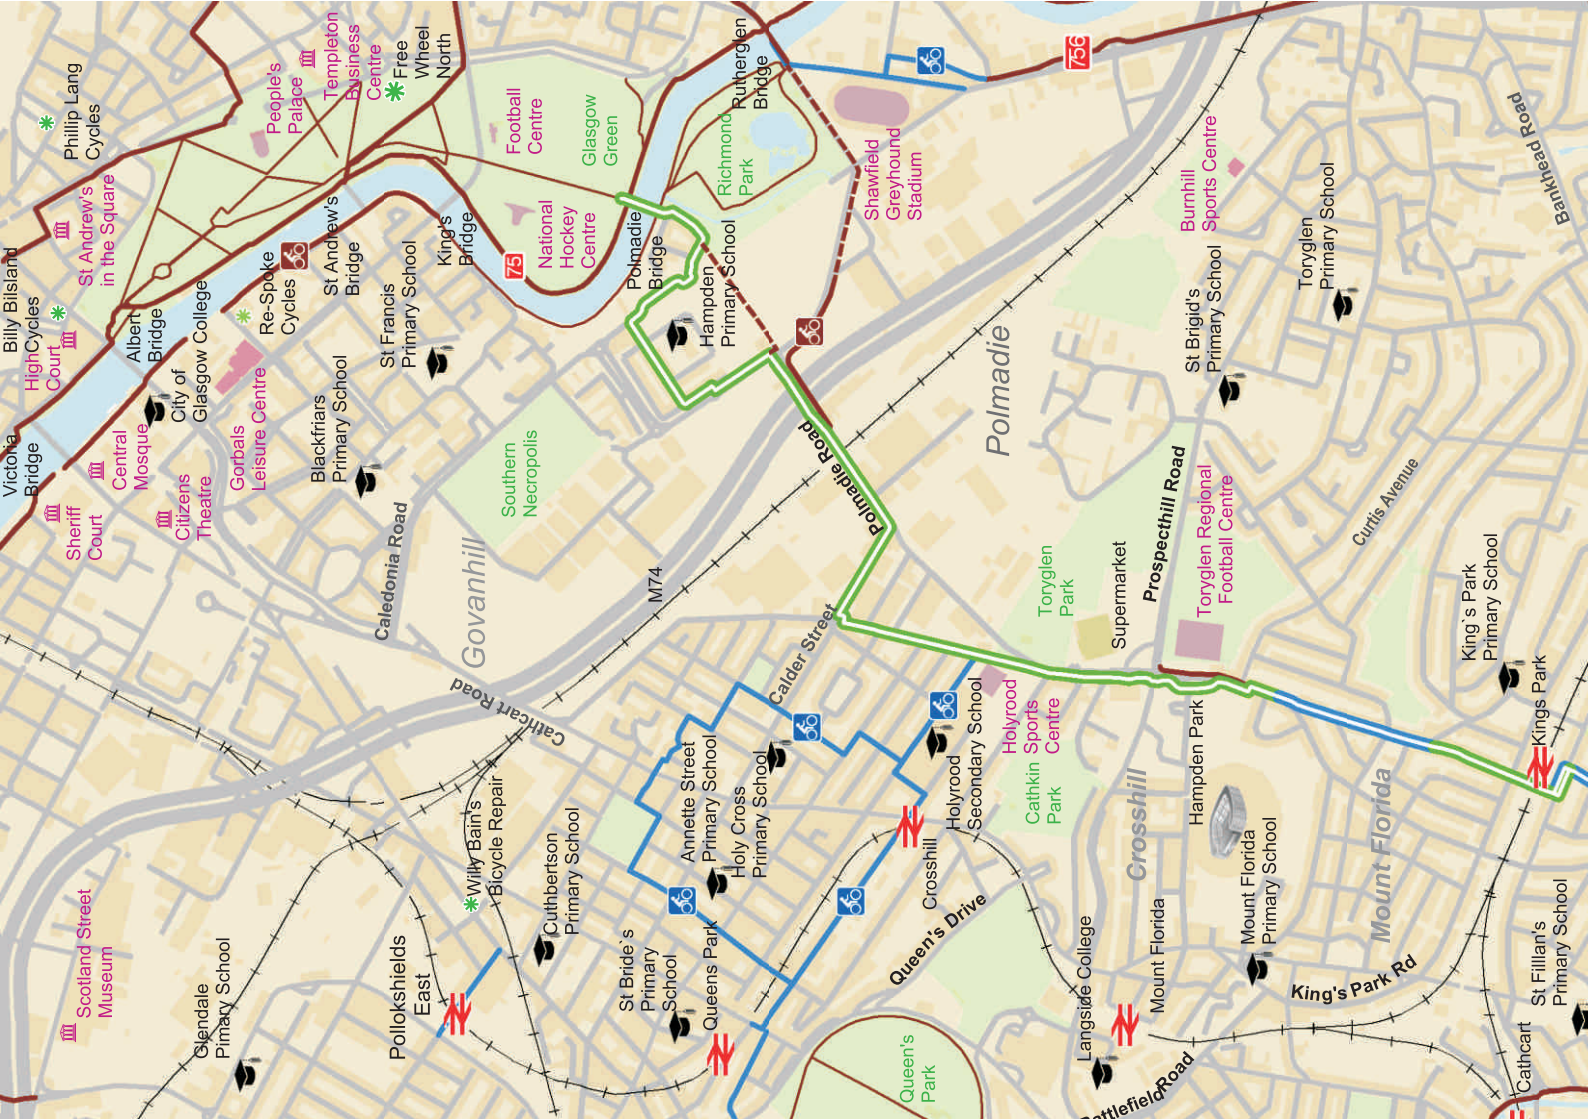 Phillip Lang
Cycles
People's
Palace
Templeton
Business
Centre
Free
Wheel
North
Rutherglen
Bridge
756
Football
Centre
Glasgow
Green
Richmond
Park
Shawfield
Greyhound
Stadium
Burnhill
Sports Centre
Bankhead Road
Billy Bilsland
Cycles
High
Court
St Andrew's
in the Square
Albert
Bridge
City of
Glasgow College
Re-Spoke
Cycles
St Andrew's
Bridge
St Francis
Primary School
King's
Bridge
75
National
Hockey
Centre
Polmadie
Bridge
Hampden
Primary School
Polmadie
St Brigid's
Primary School
Toryglen
Primary School
Victoria
Bridge
Sheriff
Court
Central
Mosque
Citizens
Theatre
Gorbals
Leisure Centre
Blackfriars
Primary School
Caledonia Road
Southern
Necropolis
Govanhill
M74
Polmadie Road
Calder Street
Toryglen
Park
Supermarket
Prospecthill Road
Toryglen Regional
Football Centre
Curtis Avenue
King`s Park
Primary School
Kings Park
Cathcart Road
Willy Bain's
Bicycle Repair
Cuthbertson
Primary School
Annette Street
Primary School
Holy Cross
Primary School
Holyrood
Secondary School
Holyrood
Sports
Centre
Cathkin
Park
Crosshill
Crosshill
Hampden Park
Mount Florida
Mount Florida
Primary School
Scotland Street
Museum
Glendale
Pimary School
Pollokshields
East
St Bride`s
Primary
School
Queens Park
Queen's Drive
Queen's
Park
Langside College
Mount Florida
King's Park Rd
Battlefield Road
St Fillan's
Primary School
Cathcart